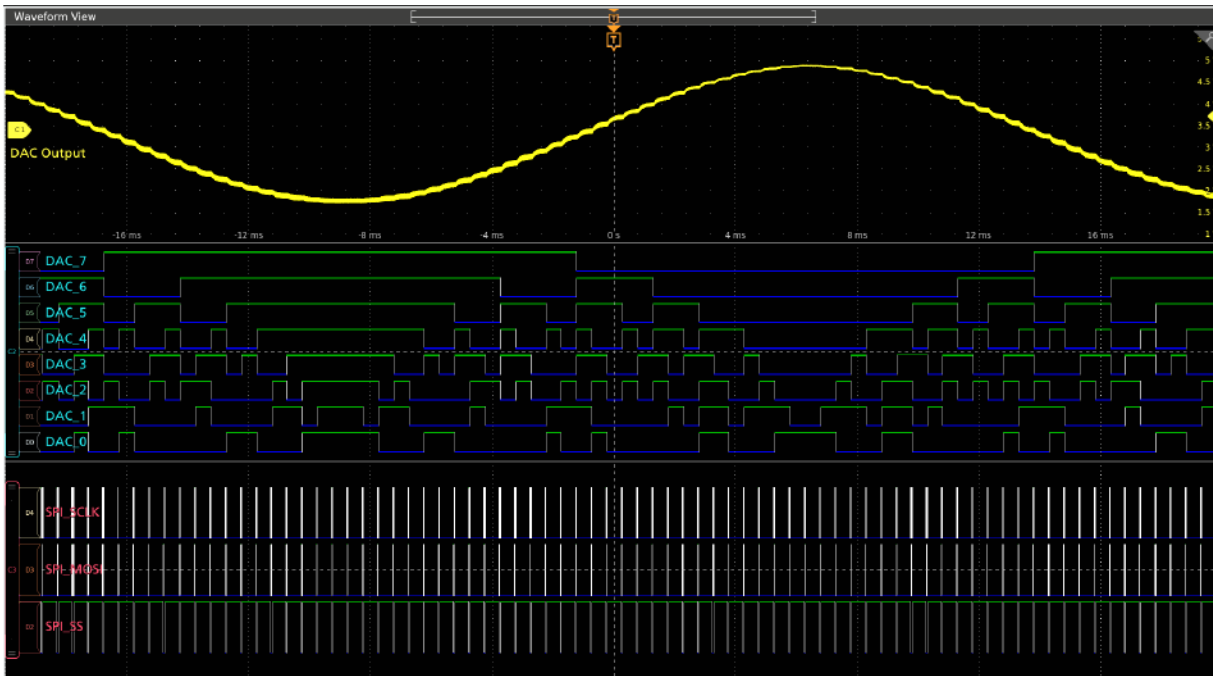 Waveform View
T
5
4.5
4
3.5
3
2.5
2
1.5
1
C1
DAC Output
-16 ms -12 ms -8 ms -4 ms 0 s 4 ms 8 ms 12 ms 16 ms
D7 DAC_7
D6 DAC_6
D5 DAC_5
D4 DAC_4
D3 DAC_3
D2 DAC_2
D1 DAC_1
D0 DAC_0
D4 SPI_SCLK
D3 SPI_MOSI
D2 SPI_SS